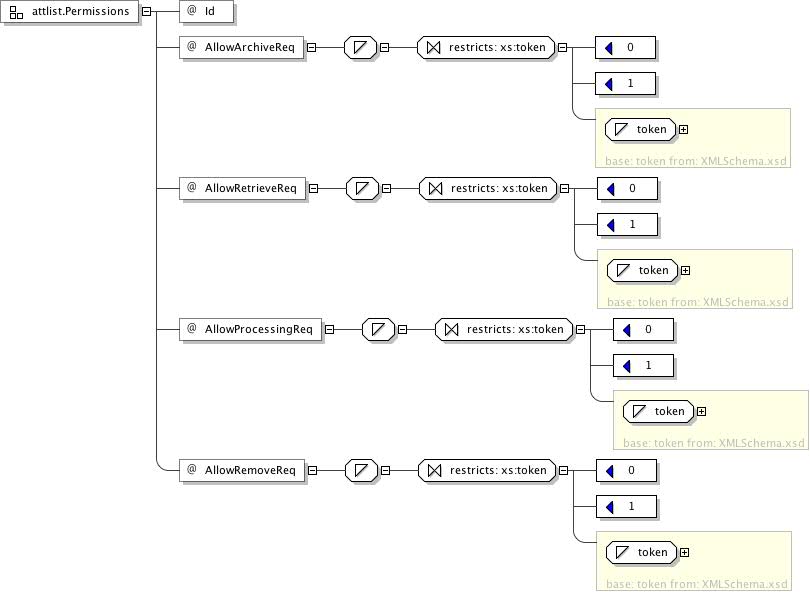 attlist.Permissions
@ Id
@ AllowArchiveReq
restricts: xs:token
0
1
token
base: token from: XMLSchema.xsd
@ AllowRetrieveReq
restricts: xs:token
0
1
token
base: token from: XMLSchema.xsd
@ AllowProcessingReq
restricts: xs:token
0
1
token
base: token from: XMLSchema.xsd
@ AllowRemoveReq
restricts: xs:token
0
1
token
base: token from: XMLSchema.xsd